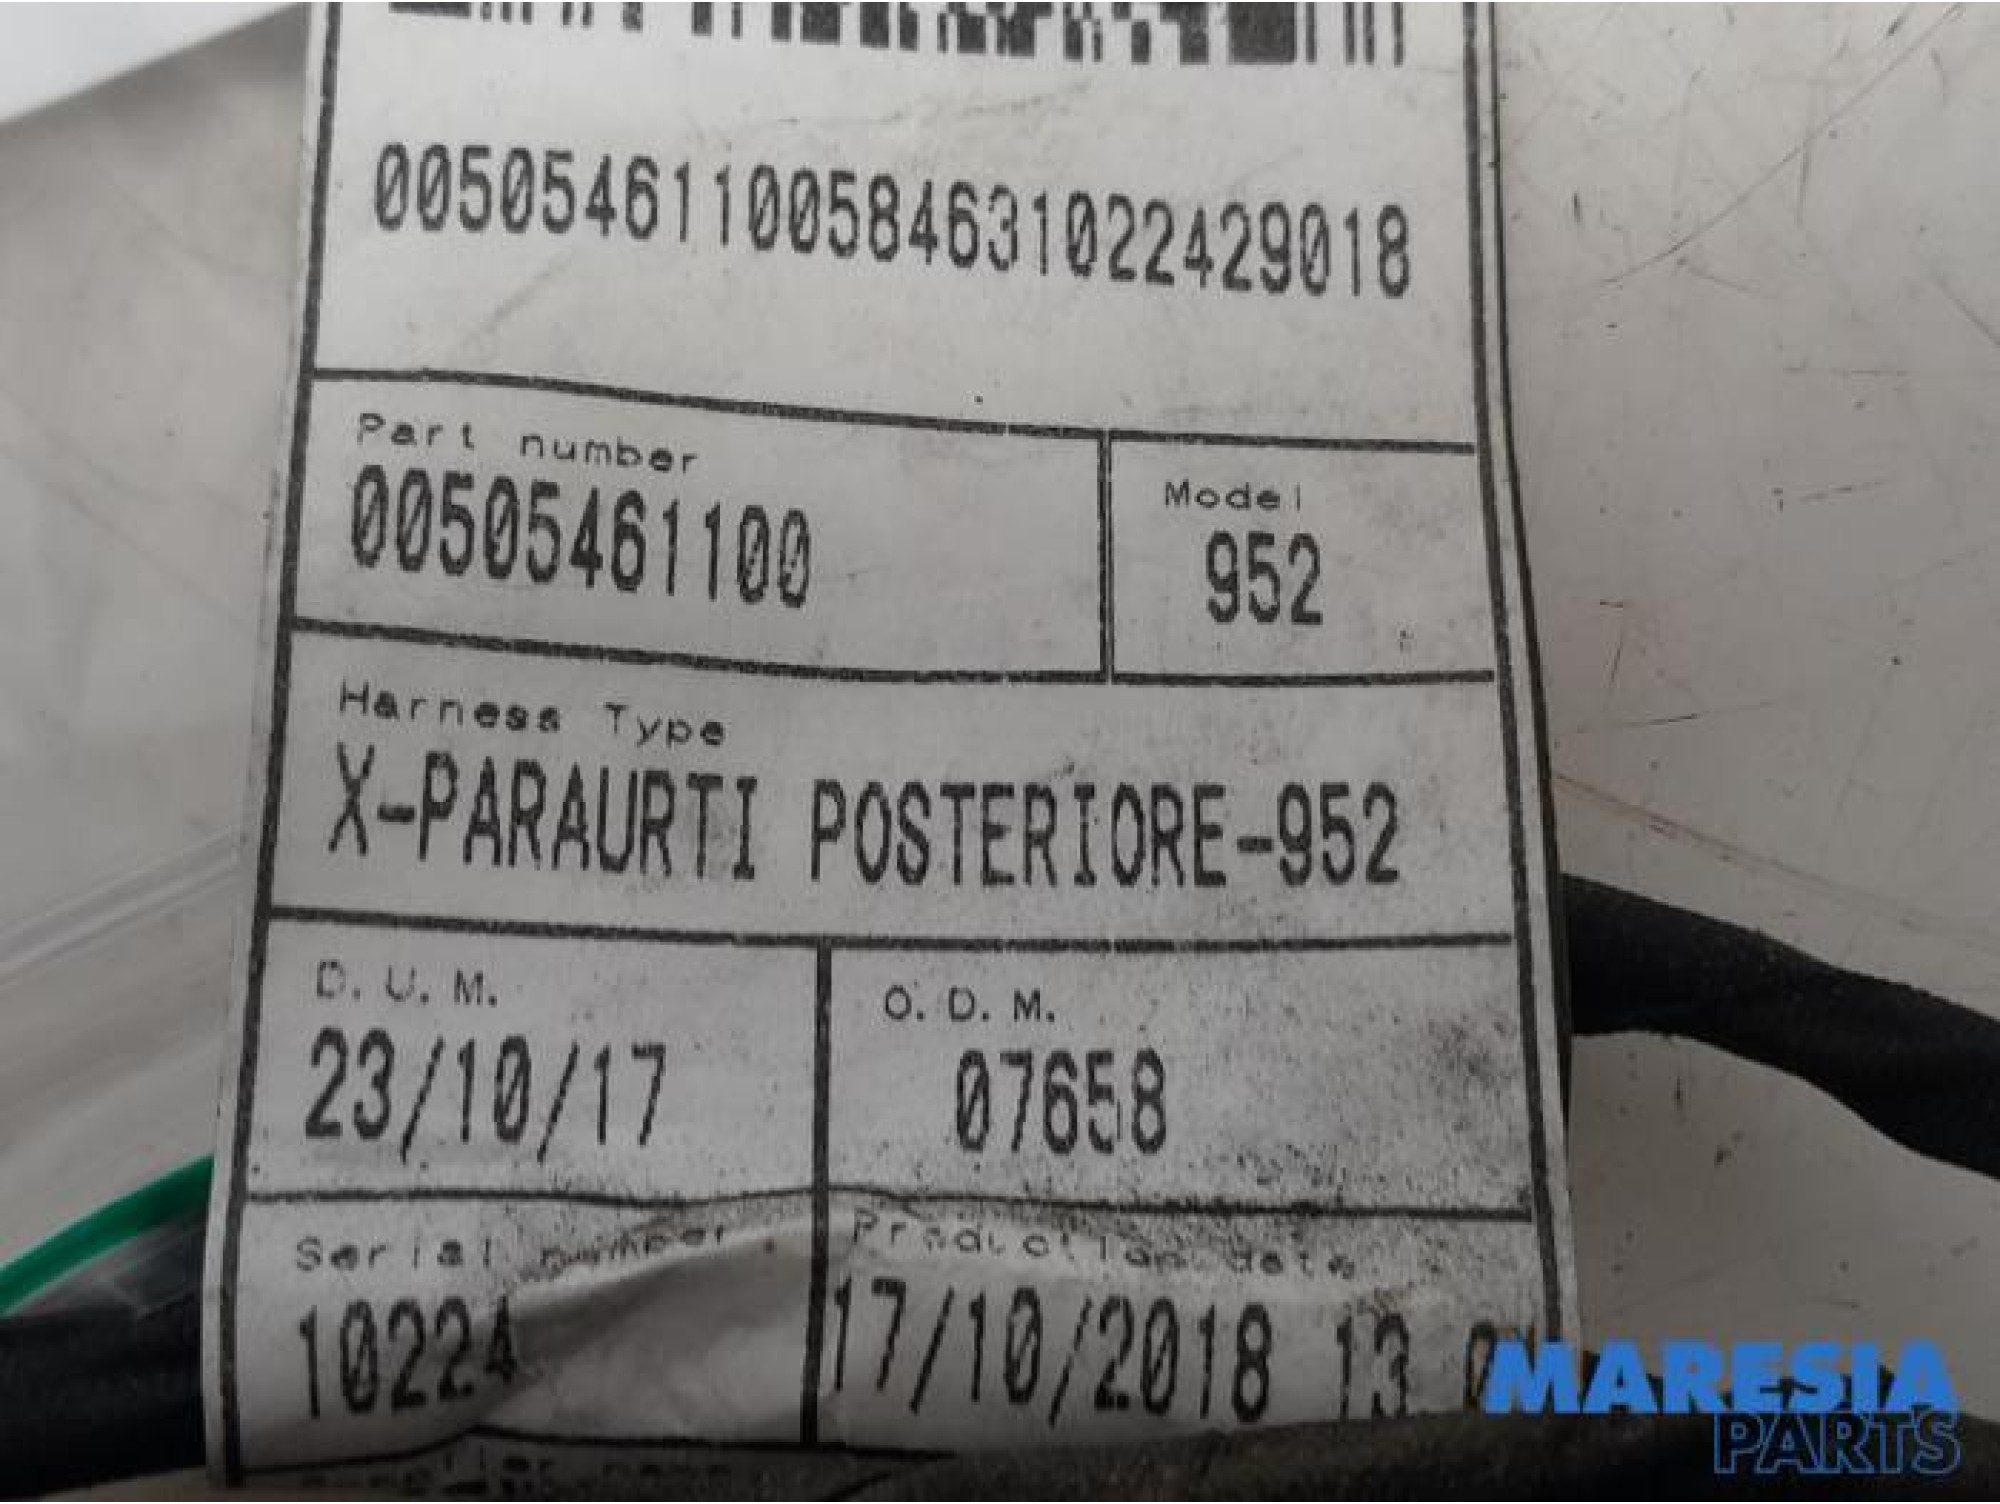 00505461100584631022429018
Part number
00505461100
Model
952
Harness Type
X-PARAURTI POSTERIORE-952
D.U.M.
23/10/17
O.D.M.
07658
Serial number
10224
Production date
17/10/2018 13
MARESIA
PARTS